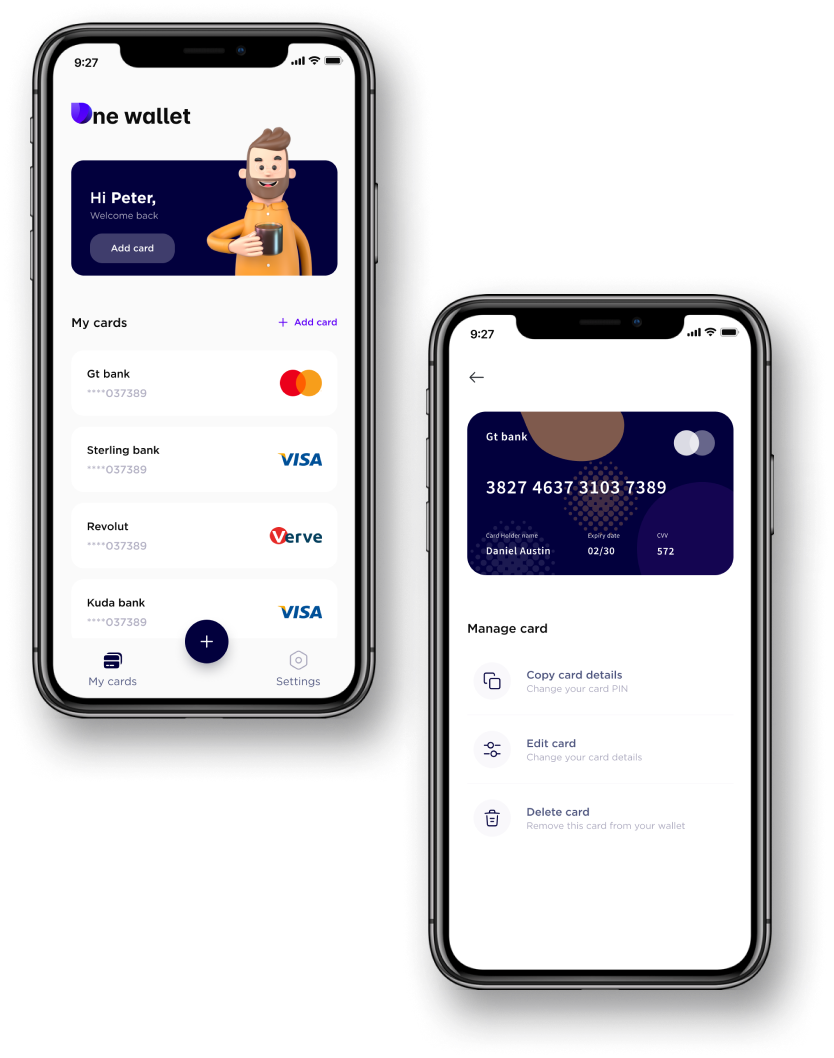 9:27
One wallet
Hi Peter,
Welcome back
Add card
My cards
+ Add card
Gt bank
****037389
Sterling bank
****037389
VISA
Revolut
****037389
Verve
Kuda bank
****037389
VISA
My cards
Settings
9:27
Gt bank
3827 4637 3103 7389
Card Holder name Expiry date CVV
Daniel Austin 02/30 572
Manage card
Copy card details
Change your card PIN
Edit card
Change your card details
Delete card
Remove this card from your wallet